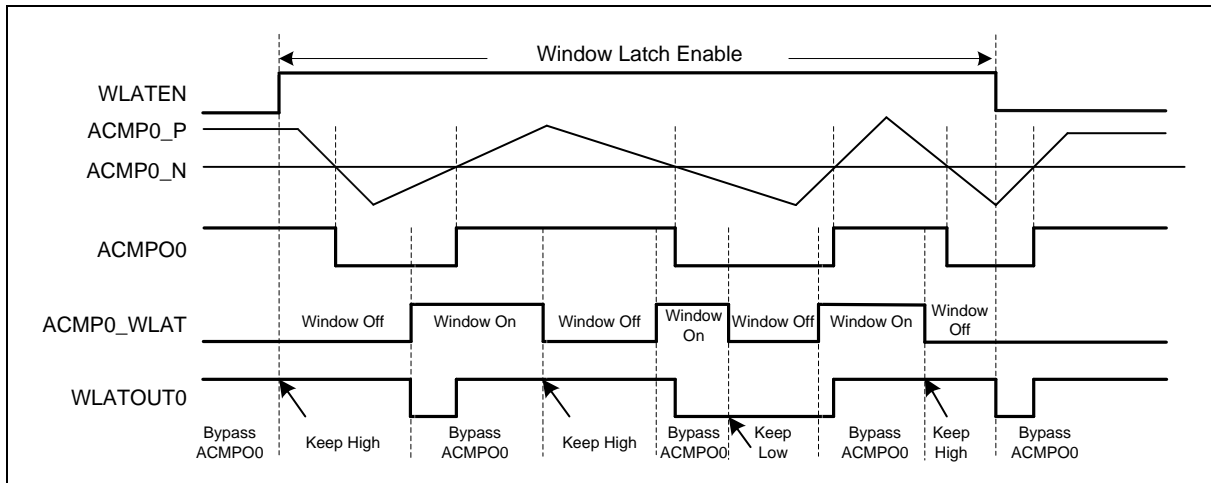 Window Latch Enable
WLATEN
ACMP0_P
ACMP0_N
ACMPO0
ACMP0_WLAT
Window Off
Window On
Window Off
Window
On
Window Off
Window On
Window
Off
WLATOUT0
Bypass
ACMPO0
Keep High
Bypass
ACMPO0
Keep High
Bypass
ACMPO0
Keep
Low
Bypass
ACMPO0
Keep
High
Bypass
ACMPO0